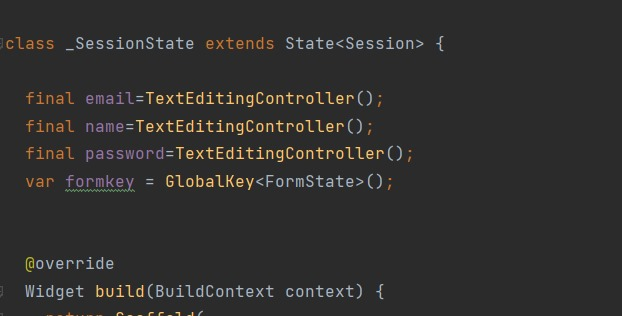 class _SessionState extends State<Session> {
final email=TextEditingController();
final name=TextEditingController();
final password=TextEditingController();
var formkey = GlobalKey<FormState>();
@override
Widget build(BuildContext context) {
return Scaffold(